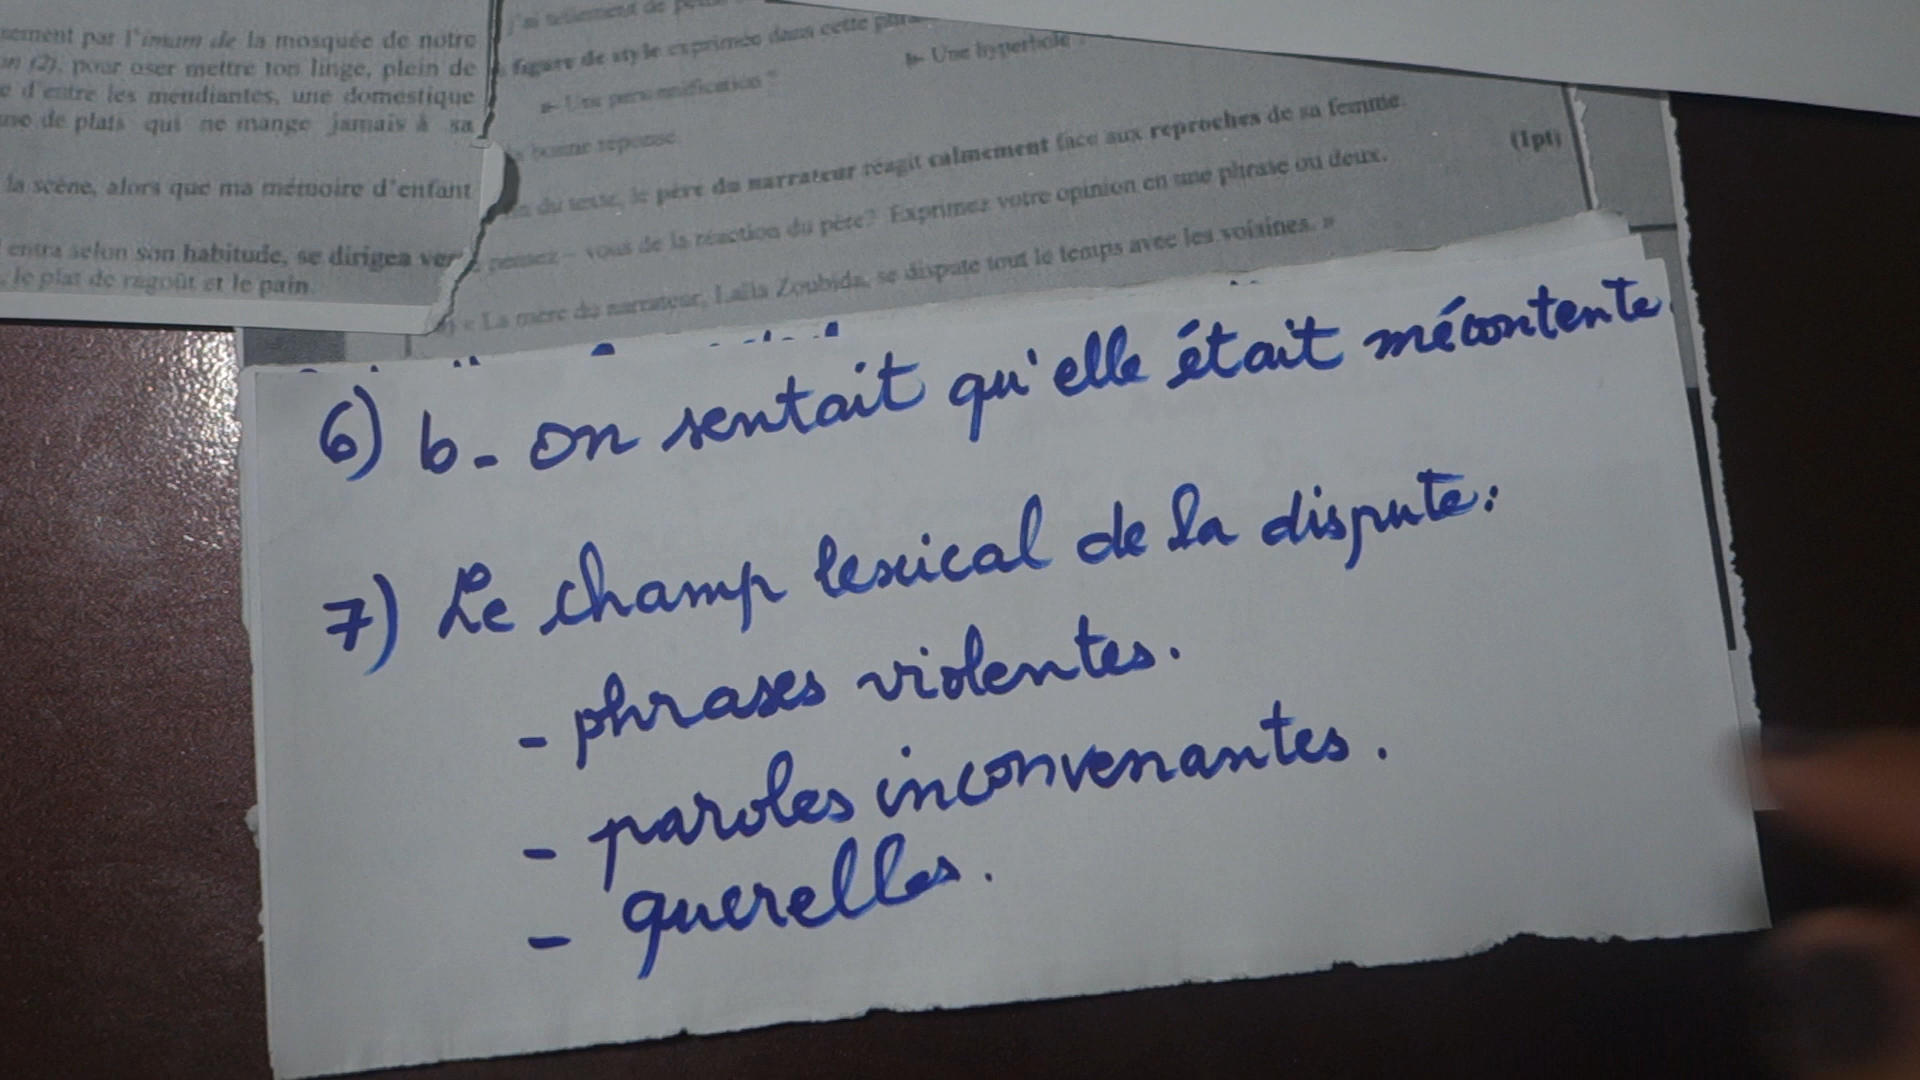 nement par l'imam de la mosquée de notre
(2), pour oser mettre ton linge, plein de
d'entre les mendiantes, une domestique
de plats qui ne mange jamais à sa
la scène, alors que ma mémoire d'enfant
entra selon son habitude, se dirigea ver
le plat de ragoût et le pain.
j'ai tellement de
figure de style exprimée dans cette
Une personnification
Une hyperbole
bonne réponse
du texte, le père du narrateur réagit calmement face aux reproches de sa femme.
pensez-vous de la réaction du père? Exprimez votre opinion en une phrase ou deux.
(1pt)
« La mère du narrateur, Lalla Zoubida, se dispute tout le temps avec les voisines. »
6) b- on sentait qu'elle était mécontente.
7) Le champ lexical de la dispute:
- phrases violentes.
- paroles inconvenantes.
- querelles.